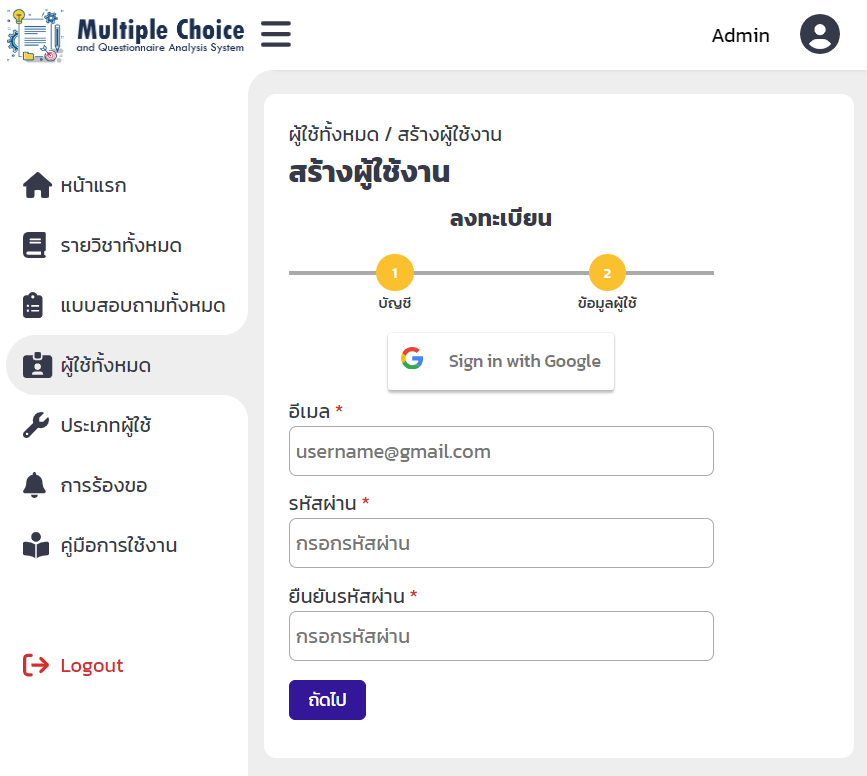 Multiple Choice
and Questionnaire Analysis System
Admin
หน้าแรก
รายวิชาทั้งหมด
แบบสอบถามทั้งหมด
ผู้ใช้ทั้งหมด
ประเภทผู้ใช้
การร้องขอ
คู่มือการใช้งาน
Logout
ผู้ใช้ทั้งหมด / สร้างผู้ใช้งาน
สร้างผู้ใช้งาน
ลงทะเบียน
1 2
บัญชี ข้อมูลผู้ใช้
Sign in with Google
อีเมล *
username@gmail.com
รหัสผ่าน *
กรอกรหัสผ่าน
ยืนยันรหัสผ่าน *
กรอกรหัสผ่าน
ถัดไป